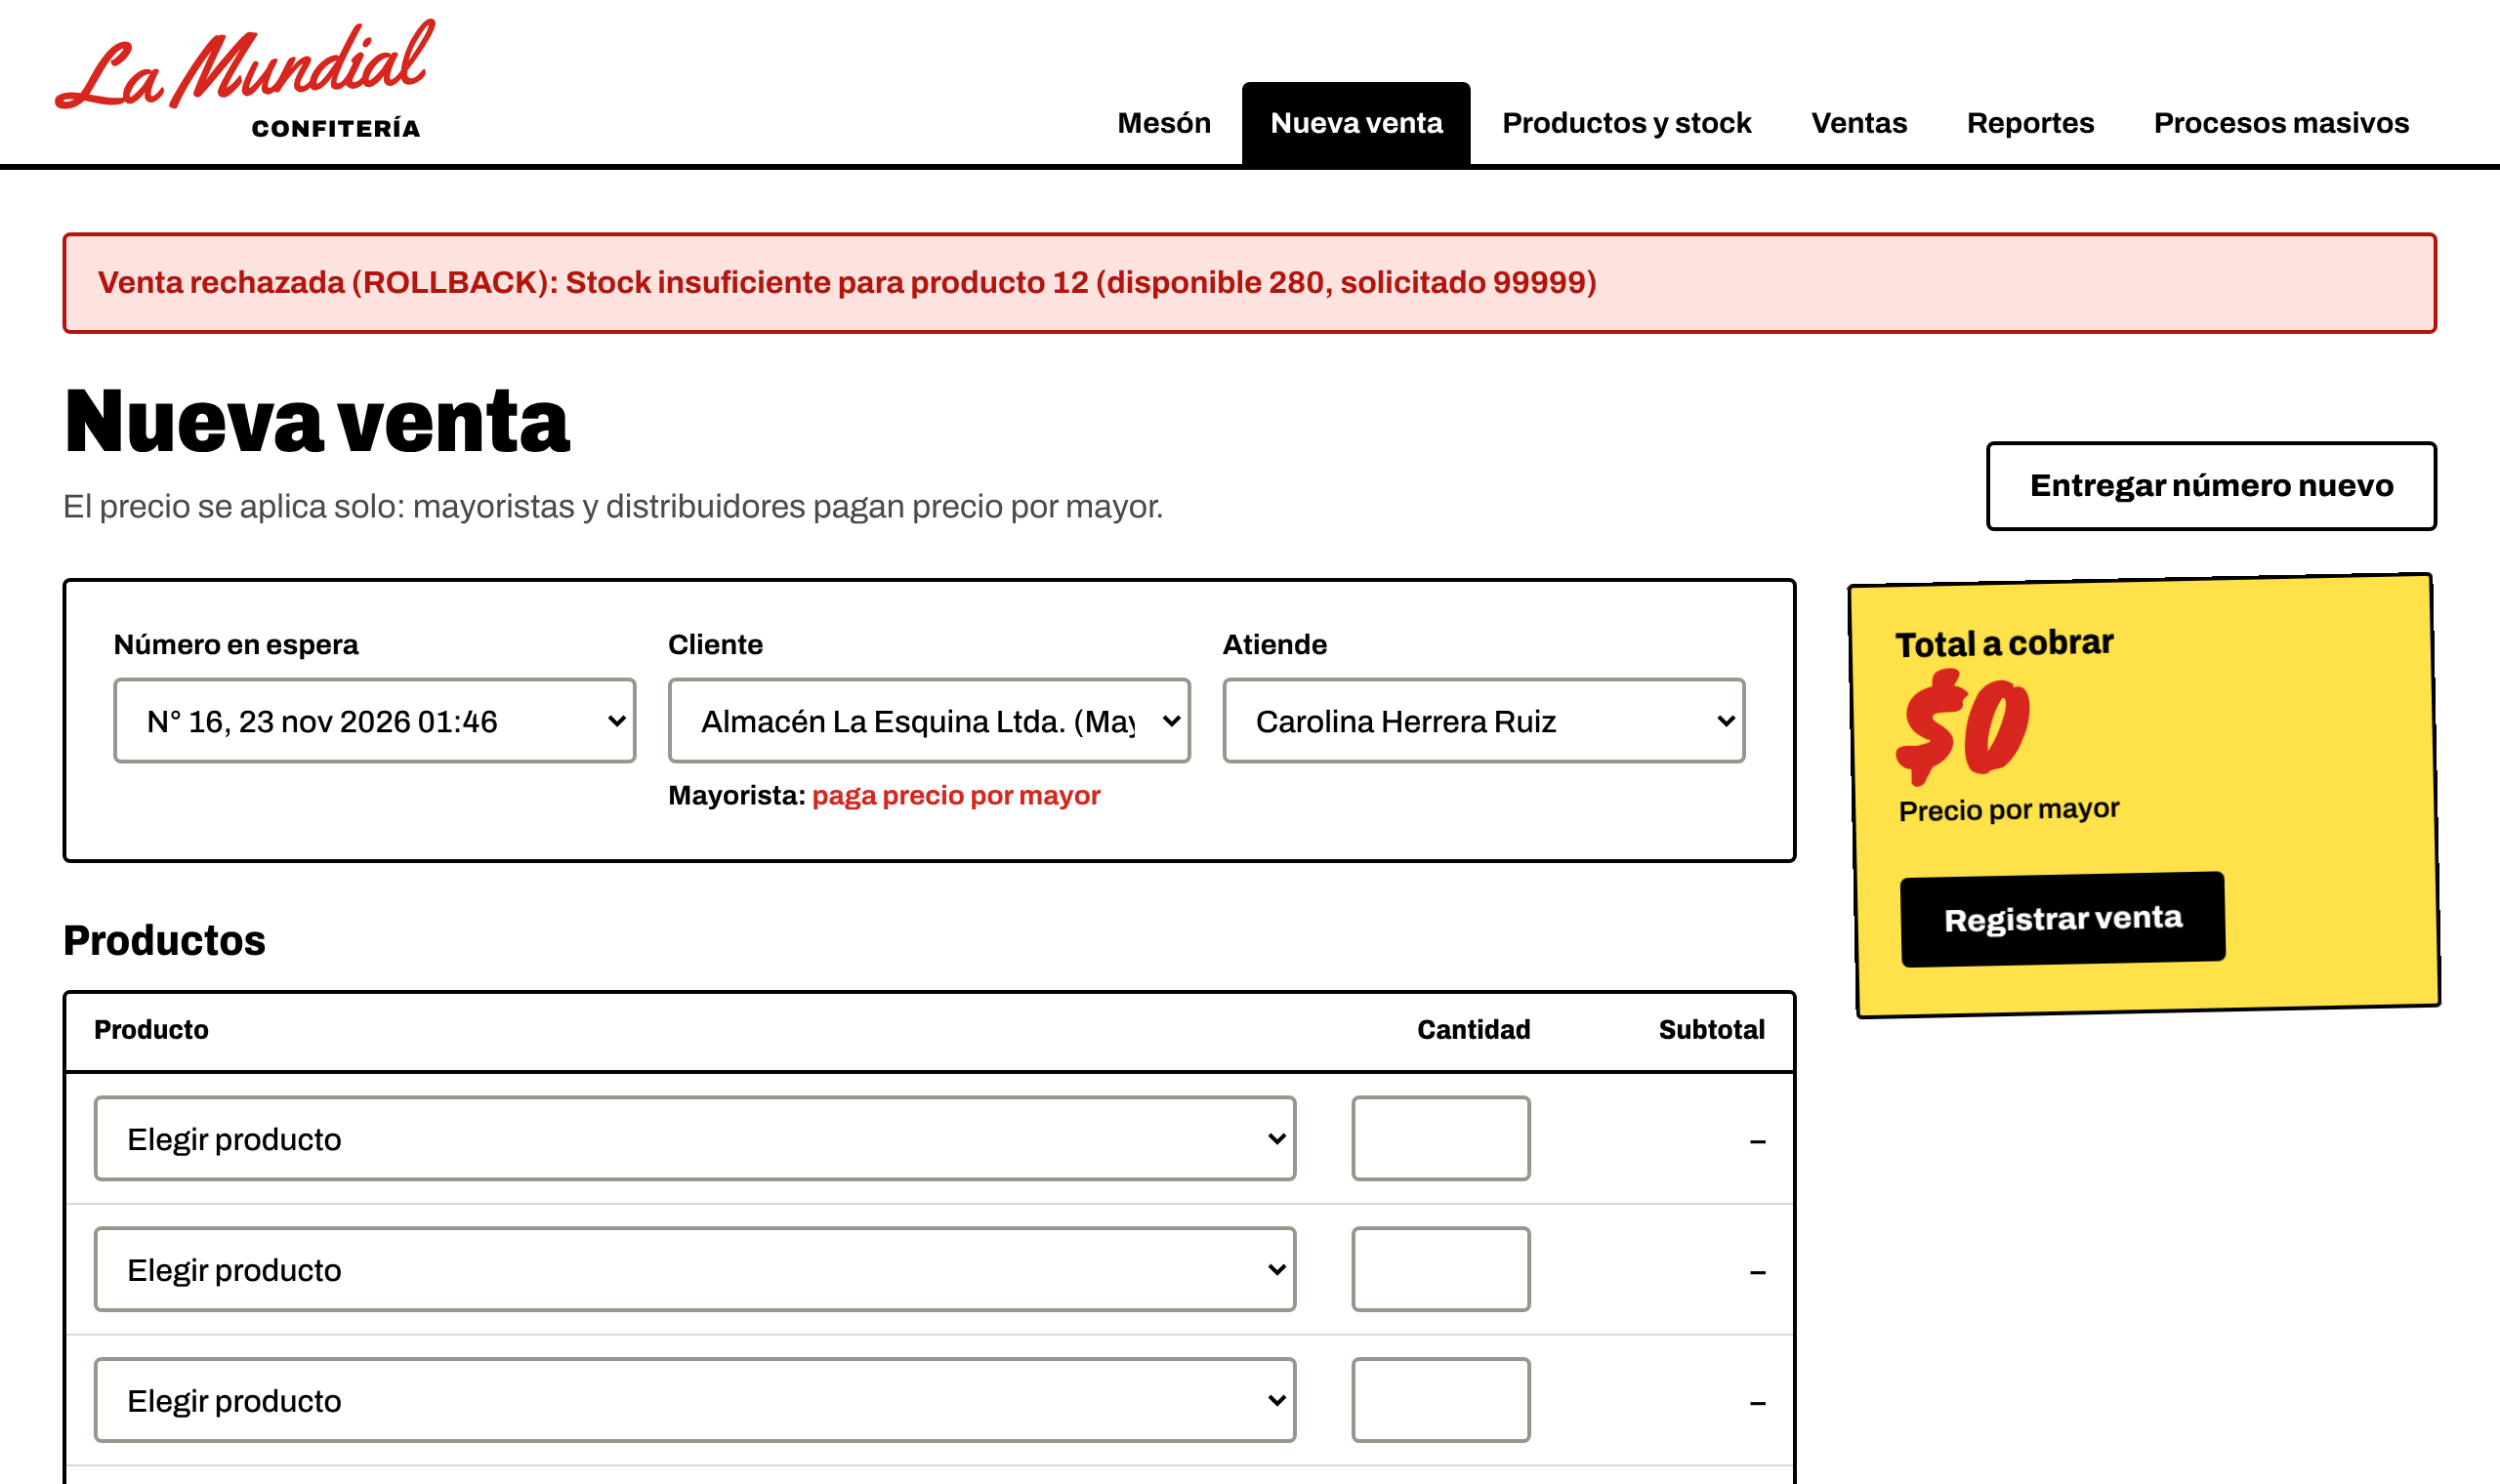 La Mundial
CONFITERÍA
Mesón
Nueva venta
Productos y stock
Ventas
Reportes
Procesos masivos
Venta rechazada (ROLLBACK): Stock insuficiente para producto 12 (disponible 280, solicitado 99999)
Nueva venta
El precio se aplica solo: mayoristas y distribuidores pagan precio por mayor.
Entregar número nuevo
Número en espera
Cliente
Atiende
N° 16, 23 nov 2026 01:46
Almacén La Esquina Ltda. (May
Carolina Herrera Ruiz
Mayorista: paga precio por mayor
Total a cobrar
$0
Precio por mayor
Registrar venta
Productos
Producto
Cantidad
Subtotal
Elegir producto
–
Elegir producto
–
Elegir producto
–